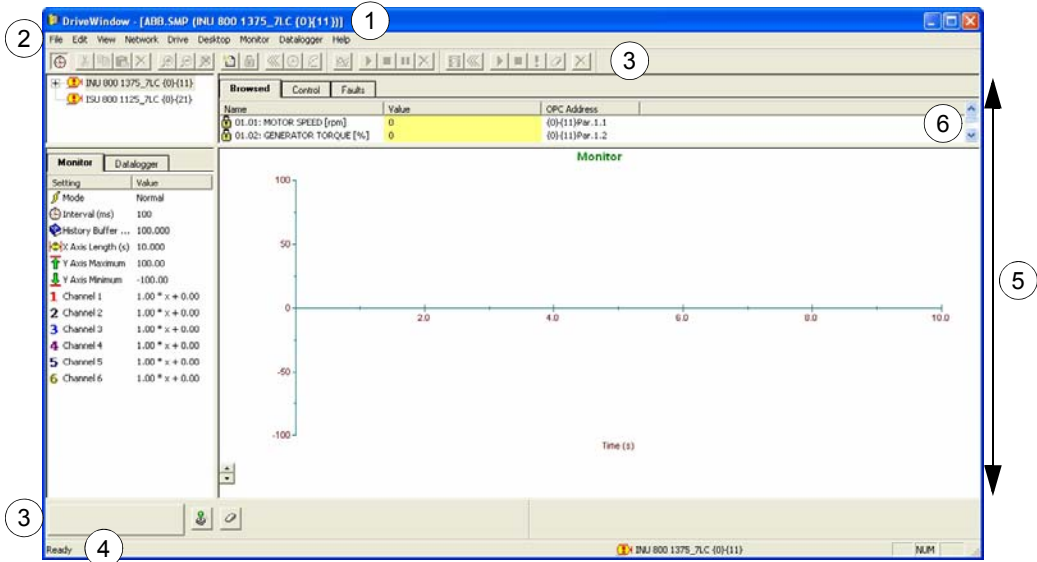 DriveWindow - [ABB.SMP (INU 800 1375_7LC {0}{11})]
1
2
File Edit View Network Drive Desktop Monitor Datalogger Help
3
INU 800 1375_7LC {0}{11}
ISU 800 1125_7LC {0}{21}
Browsed Control Faults
Name Value OPC Address
01.01: MOTOR SPEED [rpm] 0 {0}{11}Par.1.1
01.02: GENERATOR TORQUE [%] 0 {0}{11}Par.1.2
6
Monitor Datalogger
Setting Value
Mode Normal
Interval (ms) 100
History Buffer ... 100.000
X Axis Length (s) 10.000
Y Axis Maximum 100.00
Y Axis Minimum -100.00
1 Channel 1 1.00 * x + 0.00
2 Channel 2 1.00 * x + 0.00
3 Channel 3 1.00 * x + 0.00
4 Channel 4 1.00 * x + 0.00
5 Channel 5 1.00 * x + 0.00
6 Channel 6 1.00 * x + 0.00
Monitor
100
50
0
-50
-100
2.0 4.0 6.0 8.0 10.0
Time (s)
5
3
Ready
4
INU 800 1375_7LC {0}{11}
NUM